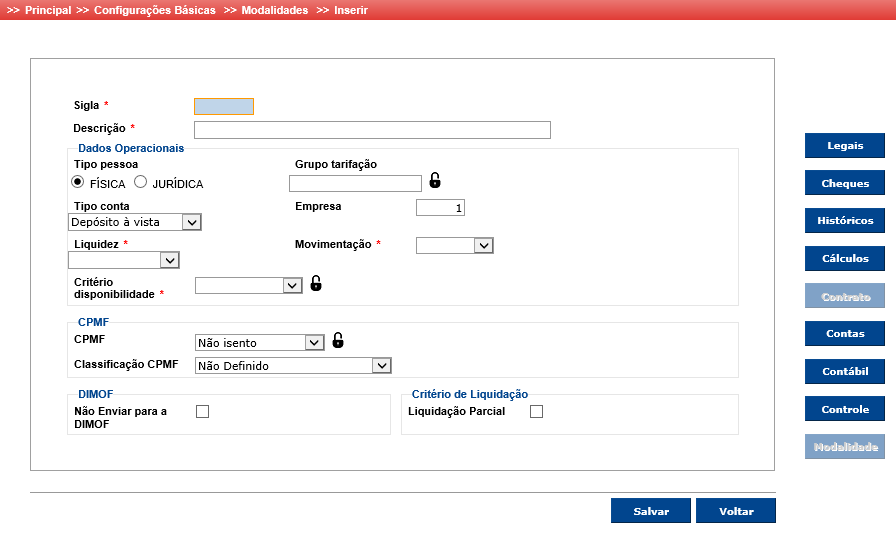 >> Principal >> Configurações Básicas >> Modalidades >> Inserir
Sigla *
Descrição *
Dados Operacionais
Tipo pessoa
Grupo tarifação
FÍSICA JURÍDICA
Tipo conta
Empresa 1
Depósito à vista
Liquidez *
Movimentação *
Critério
disponibilidade *
CPMF
CPMF Não isento
Classificação CPMF Não Definido
DIMOF
Não Enviar para a
DIMOF
Critério de Liquidação
Liquidação Parcial
Legais
Cheques
Históricos
Cálculos
Contrato
Contas
Contábil
Controle
Modalidade
Salvar Voltar